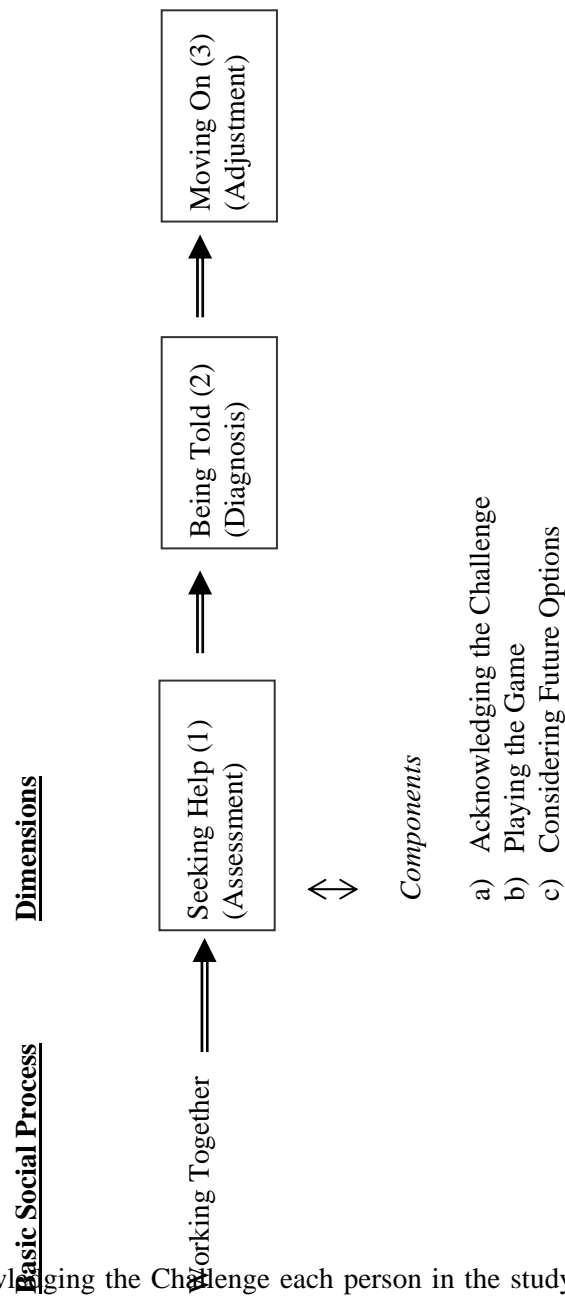 Basic Social Process
Dimensions
Working Together
Seeking Help (1)
(Assessment)
Being Told (2)
(Diagnosis)
Moving On (3)
(Adjustment)
Components
a) Acknowledging the Challenge
b) Playing the Game
c) Considering Future Options
the Challenge each person in the study